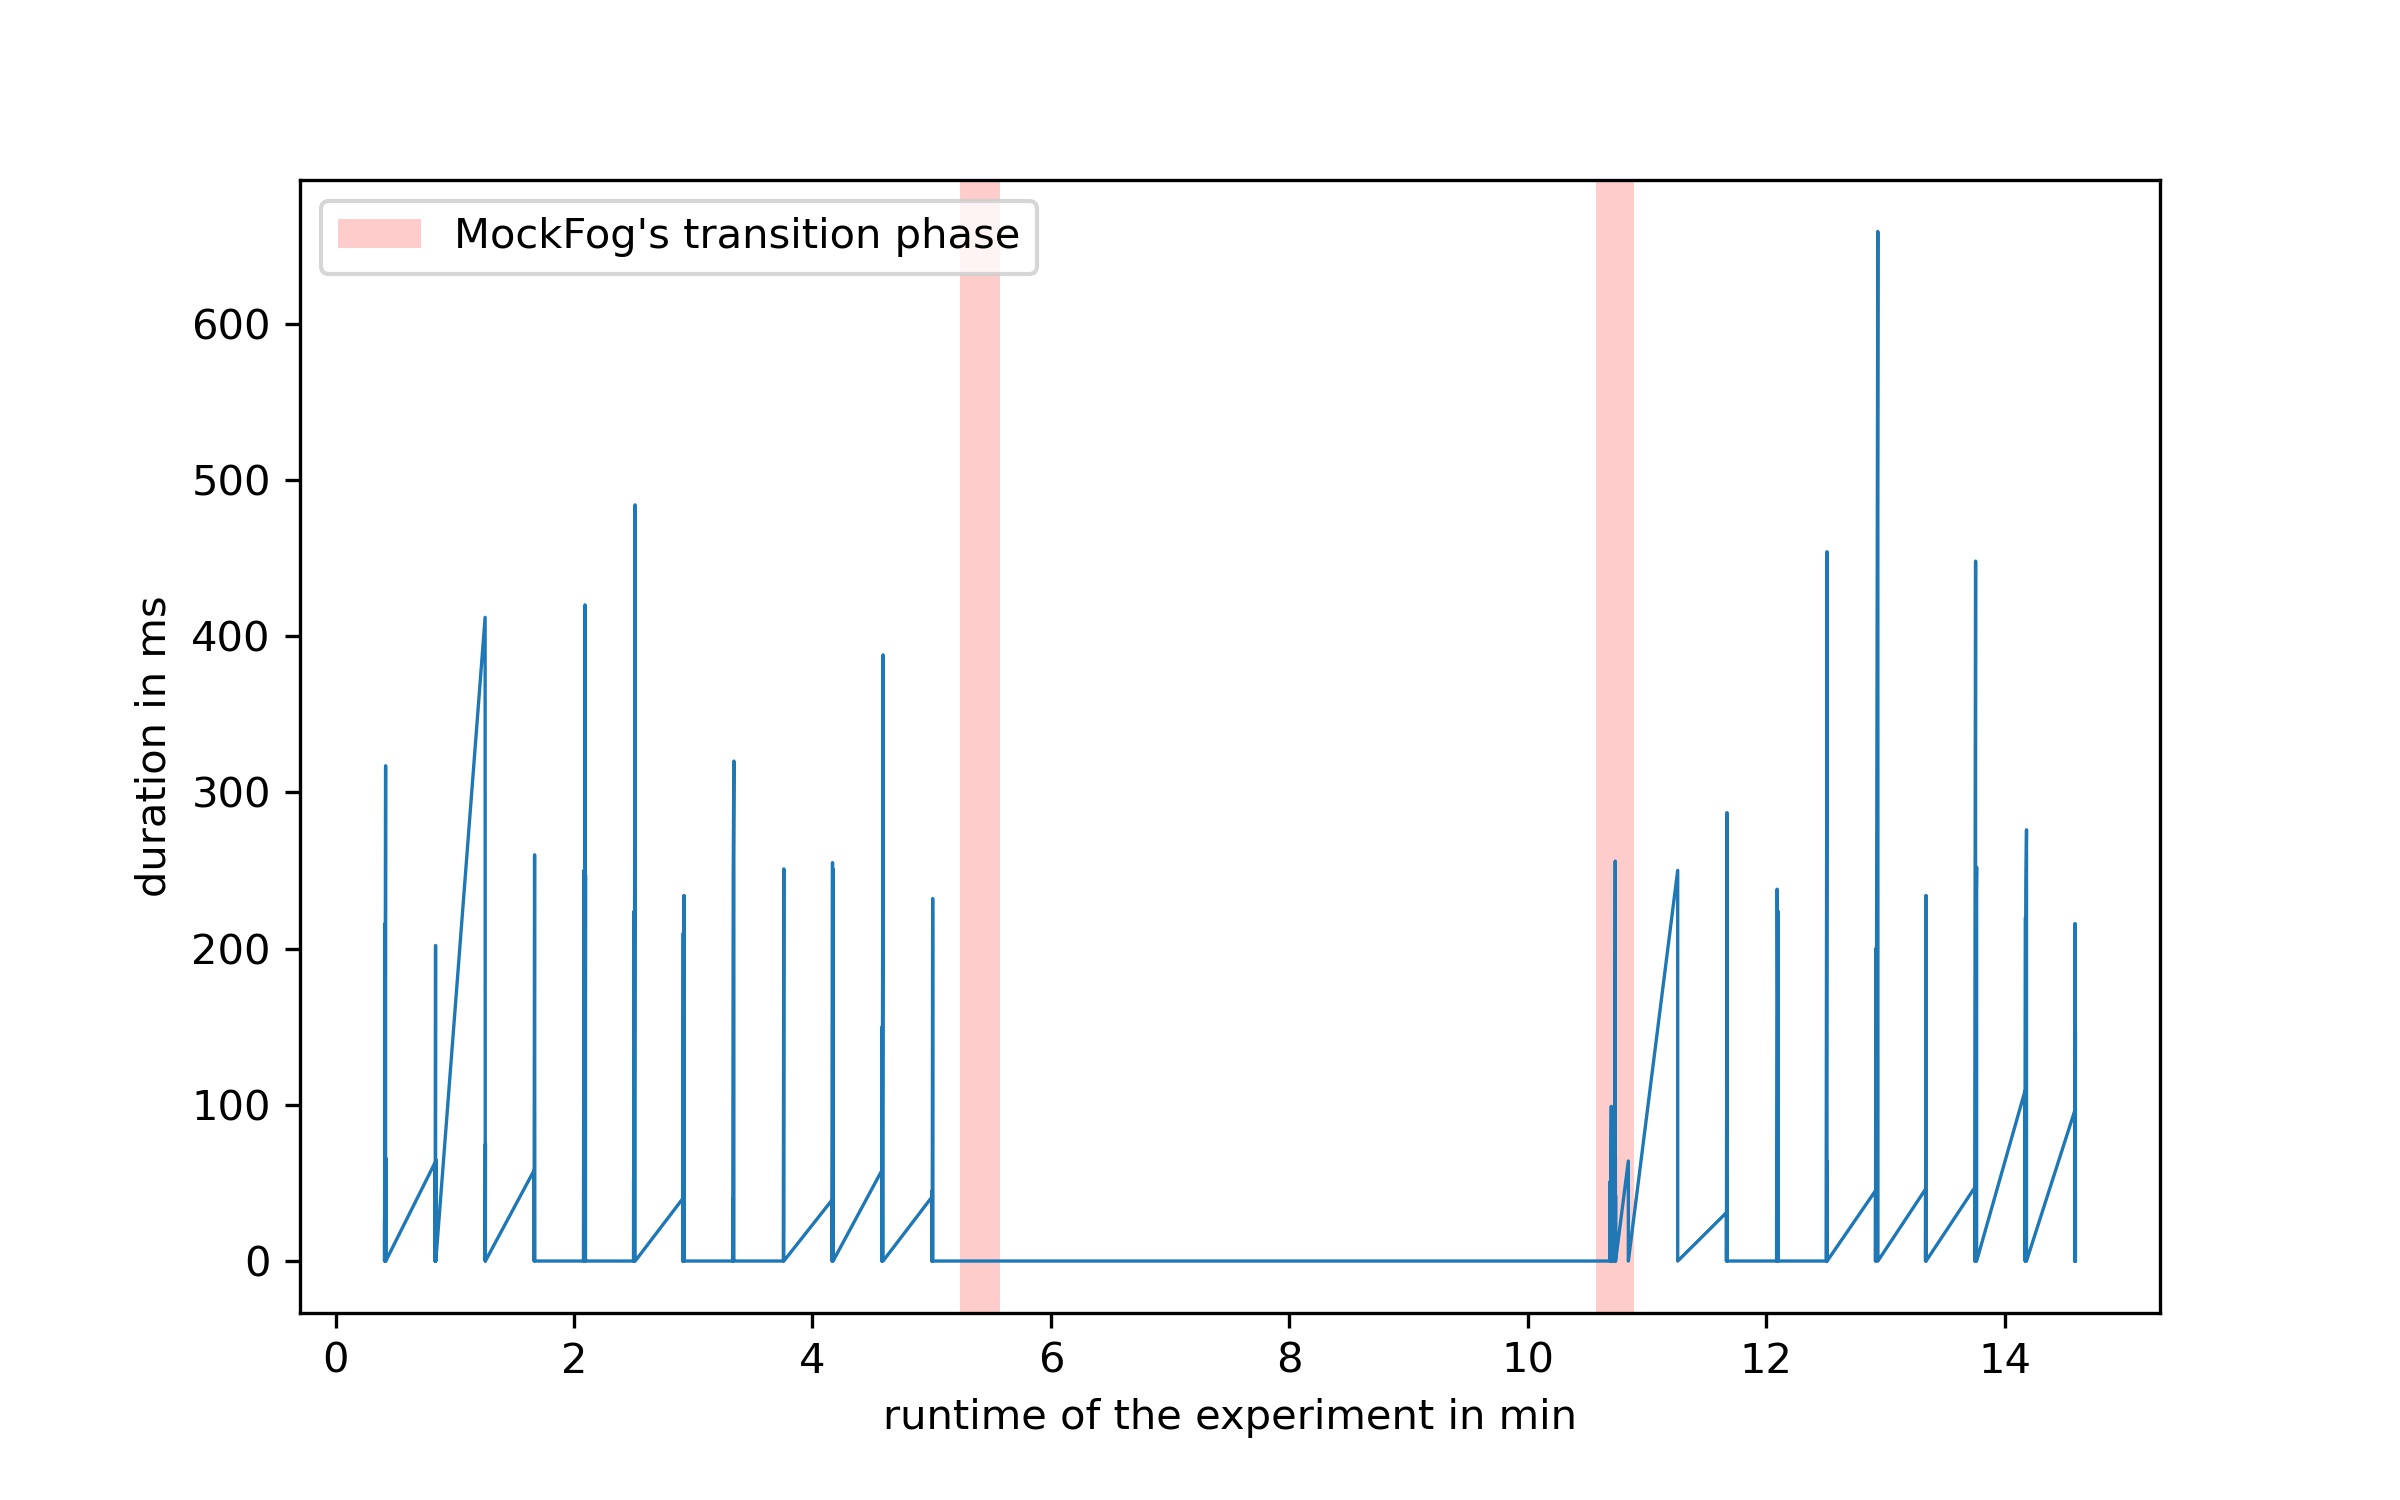 MockFog's transition phase
600
500
400
300
200
100
0
duration in ms
0 2 4 6 8 10 12 14
runtime of the experiment in min